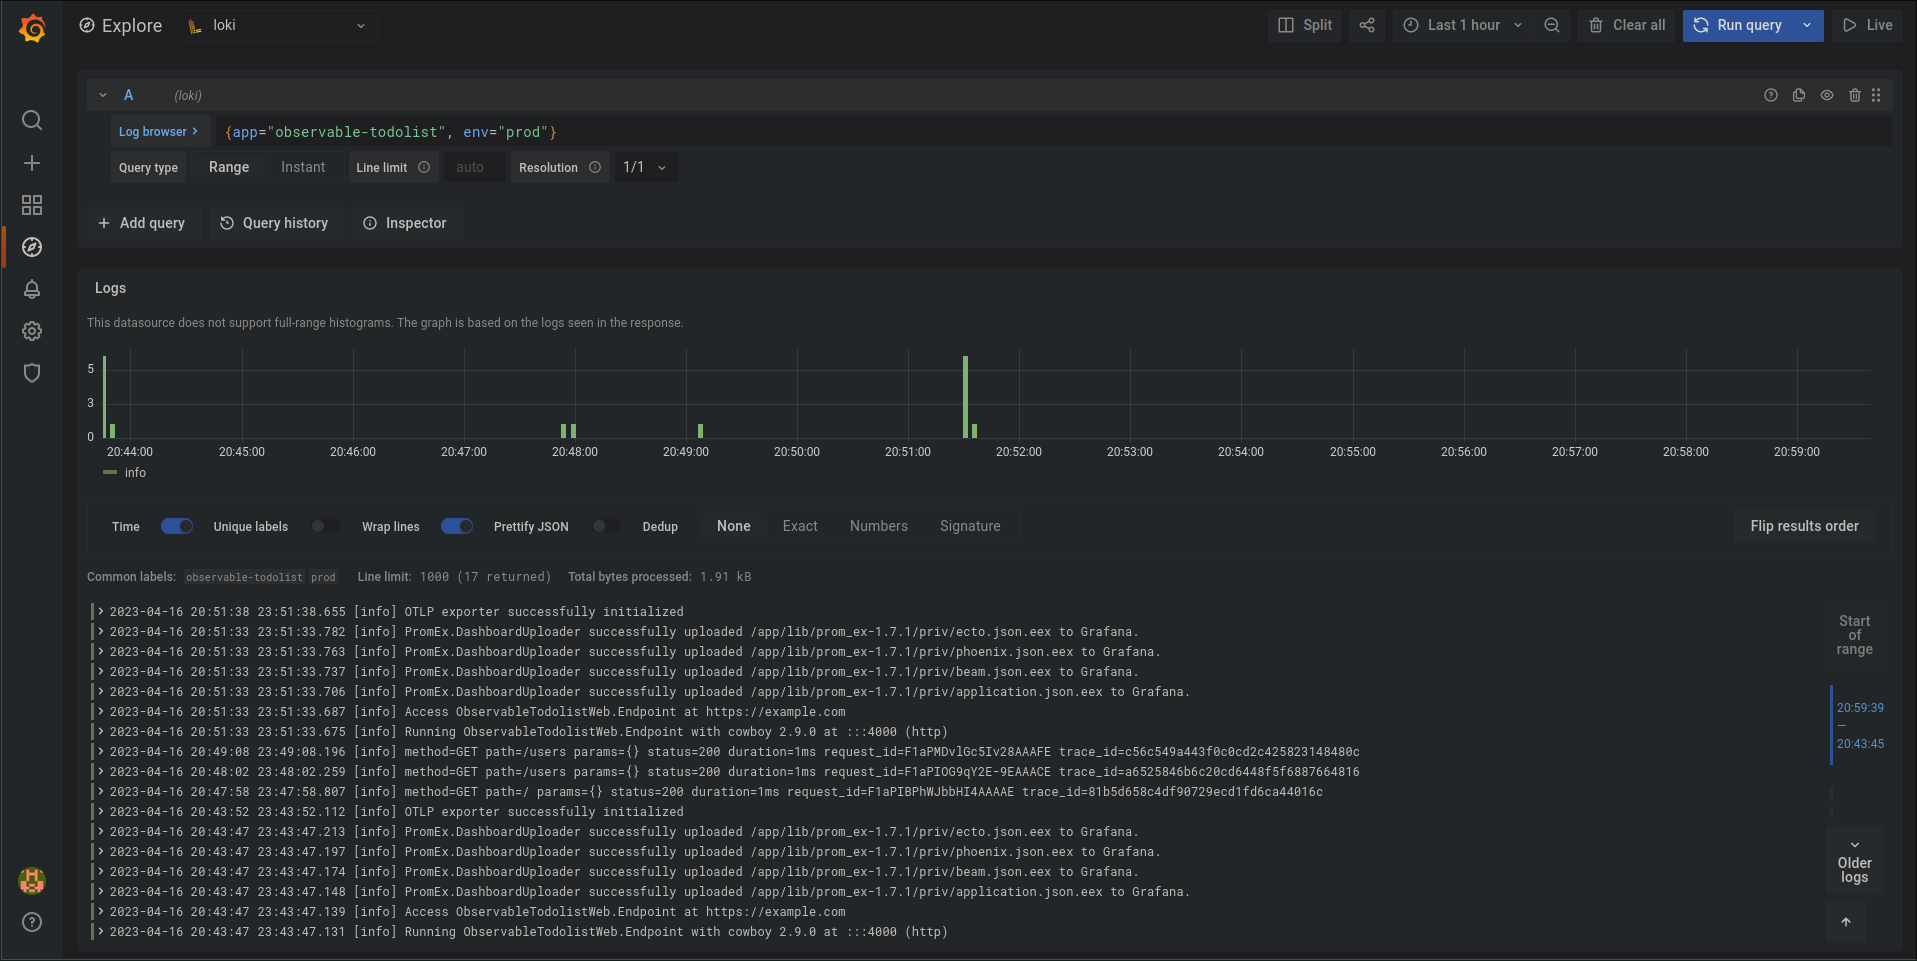 Explore loki Split Last 1 hour Clear all Run query Live
A (loki)
Log browser > {app="observable-todolist", env="prod"}
Query type Range Instant Line limit auto Resolution 1/1
+ Add query Query history Inspector
Logs
This datasource does not support full-range histograms. The graph is based on the logs seen in the response.
5
3
0
20:44:00 20:45:00 20:46:00 20:47:00 20:48:00 20:49:00 20:50:00 20:51:00 20:52:00 20:53:00 20:54:00 20:55:00 20:56:00 20:57:00 20:58:00 20:59:00
info
Time Unique labels Wrap lines Prettify JSON Dedup None Exact Numbers Signature Flip results order
Common labels: observable-todolist prod Line limit: 1000 (17 returned) Total bytes processed: 1.91 kB
> 2023-04-16 20:51:38 23:51:38.655 [info] OTLP exporter successfully initialized
> 2023-04-16 20:51:33 23:51:33.782 [info] PromEx.DashboardUploader successfully uploaded /app/lib/prom_ex-1.7.1/priv/ecto.json.eex to Grafana.
> 2023-04-16 20:51:33 23:51:33.763 [info] PromEx.DashboardUploader successfully uploaded /app/lib/prom_ex-1.7.1/priv/phoenix.json.eex to Grafana.
> 2023-04-16 20:51:33 23:51:33.737 [info] PromEx.DashboardUploader successfully uploaded /app/lib/prom_ex-1.7.1/priv/beam.json.eex to Grafana.
> 2023-04-16 20:51:33 23:51:33.706 [info] PromEx.DashboardUploader successfully uploaded /app/lib/prom_ex-1.7.1/priv/application.json.eex to Grafana.
> 2023-04-16 20:51:33 23:51:33.687 [info] Access ObservableTodolistWeb.Endpoint at https://example.com
> 2023-04-16 20:51:33 23:51:33.675 [info] Running ObservableTodolistWeb.Endpoint with cowboy 2.9.0 at :::4000 (http)
> 2023-04-16 20:49:08 23:49:08.196 [info] method=GET path=/users params={} status=200 duration=1ms request_id=F1aPMDvlGc5Iv28AAAFE trace_id=c56c549a443f0c0cd2c425823148480c
> 2023-04-16 20:48:02 23:48:02.259 [info] method=GET path=/users params={} status=200 duration=1ms request_id=F1aPIOG9qY2E-9EAAACE trace_id=a6525846b6c20cd6448f5f6887664816
> 2023-04-16 20:47:58 23:47:58.807 [info] method=GET path=/ params={} status=200 duration=1ms request_id=F1aPIBPhWJbbHI4AAAAE trace_id=81b5d658c4df90729ecd1fd6ca44016c
> 2023-04-16 20:43:52 23:43:52.112 [info] OTLP exporter successfully initialized
> 2023-04-16 20:43:47 23:43:47.213 [info] PromEx.DashboardUploader successfully uploaded /app/lib/prom_ex-1.7.1/priv/ecto.json.eex to Grafana.
> 2023-04-16 20:43:47 23:43:47.197 [info] PromEx.DashboardUploader successfully uploaded /app/lib/prom_ex-1.7.1/priv/phoenix.json.eex to Grafana.
> 2023-04-16 20:43:47 23:43:47.174 [info] PromEx.DashboardUploader successfully uploaded /app/lib/prom_ex-1.7.1/priv/beam.json.eex to Grafana.
> 2023-04-16 20:43:47 23:43:47.148 [info] PromEx.DashboardUploader successfully uploaded /app/lib/prom_ex-1.7.1/priv/application.json.eex to Grafana.
> 2023-04-16 20:43:47 23:43:47.139 [info] Access ObservableTodolistWeb.Endpoint at https://example.com
> 2023-04-16 20:43:47 23:43:47.131 [info] Running ObservableTodolistWeb.Endpoint with cowboy 2.9.0 at :::4000 (http)
Start
of
range
20:59:39
—
20:43:45
Older
logs